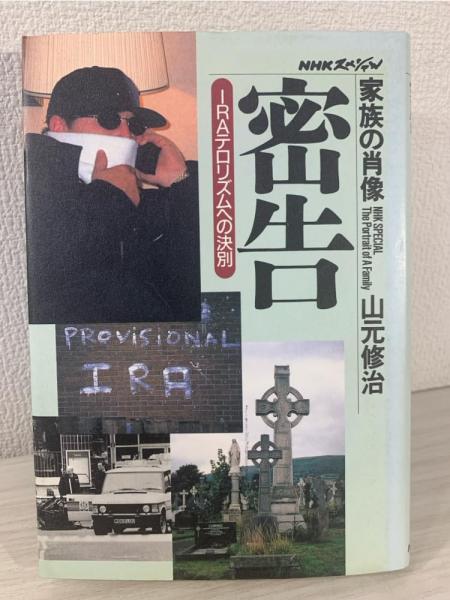 NHKスペシャル
家族の肖像
NHK SPECIAL
The Portrait of A Family
山元修治
密告
IRAテロリズムへの決別
PROVISIONAL
IRA